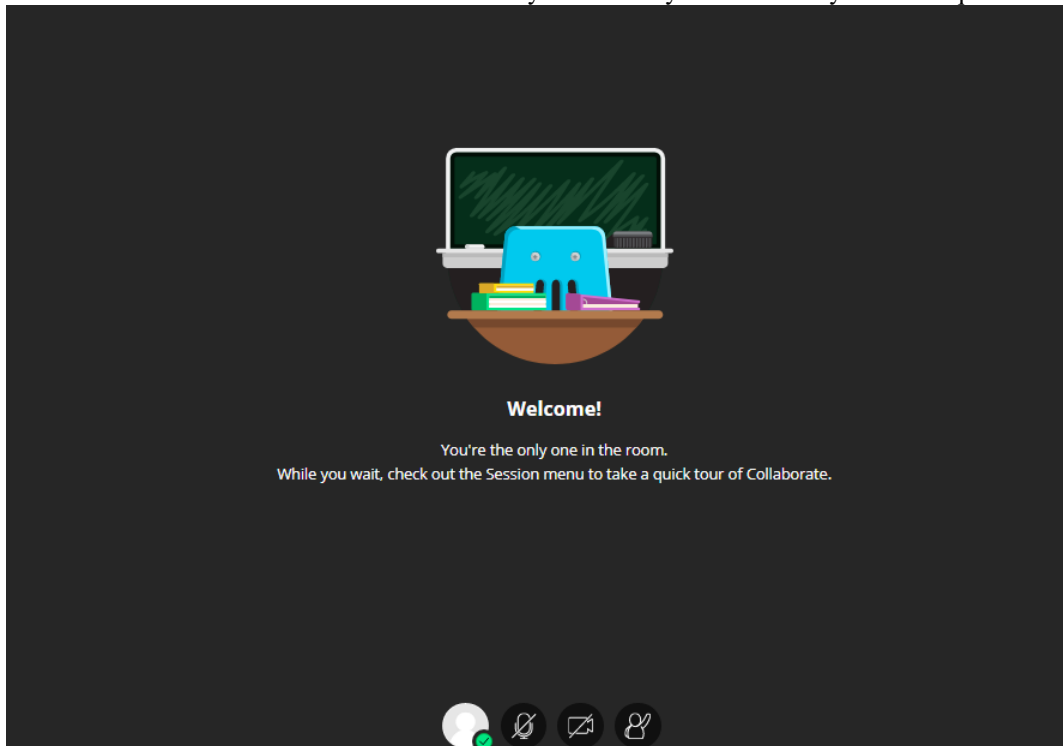 Welcome!
You're the only one in the room.
While you wait, check out the Session menu to take a quick tour of Collaborate.